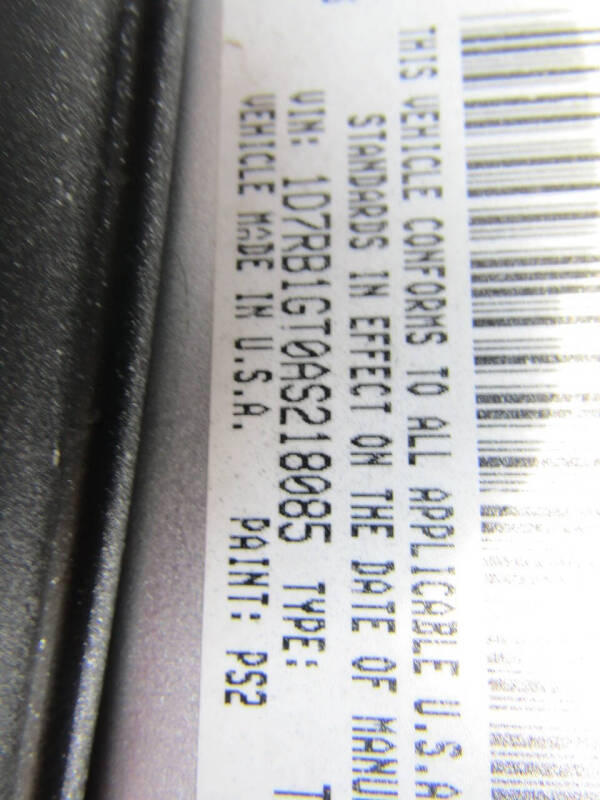 THIS VEHICLE CONFORMS TO ALL APPLICABLE U.S.A
STANDARDS IN EFFECT ON THE DATE OF MANU
VIN: 1D7RB1GT0AS218085 TYPE: T
VEHICLE MADE IN U.S.A. PAINT: PS2